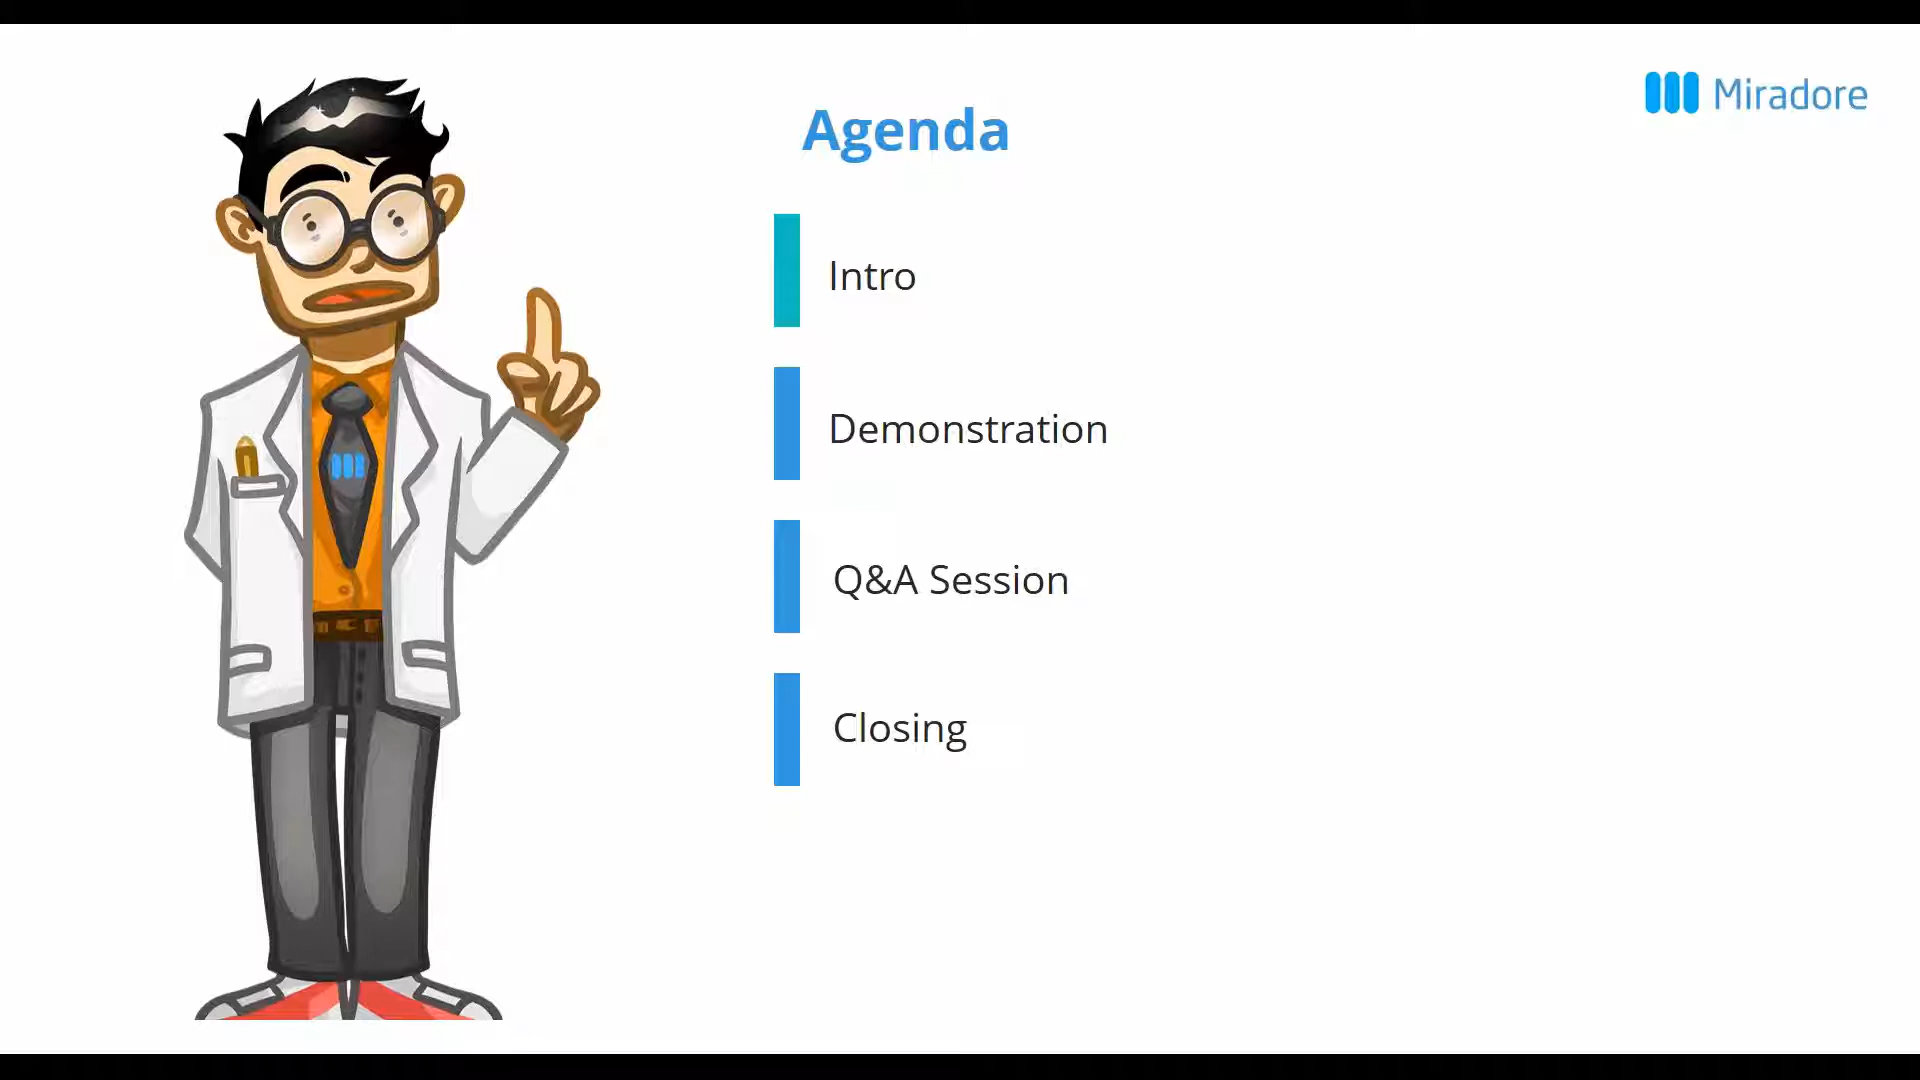 Miradore
Agenda
Intro
Demonstration
Q&A Session
Closing